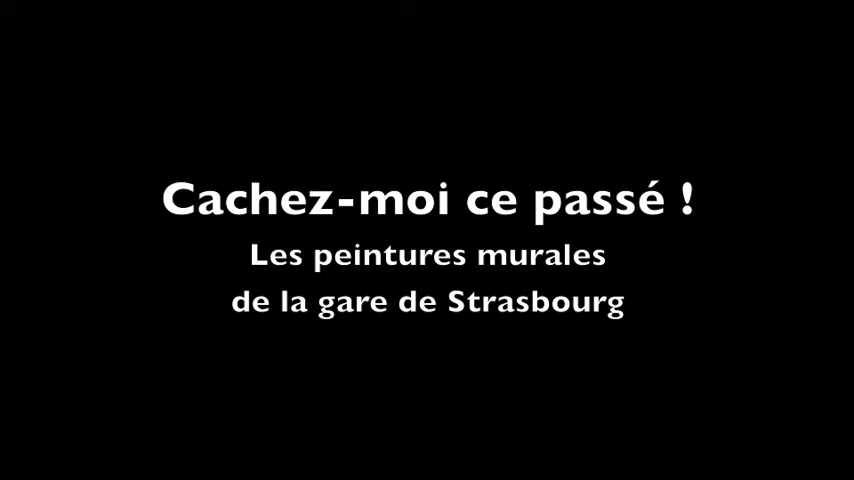 Cachez-moi ce passé !
Les peintures murales
de la gare de Strasbourg